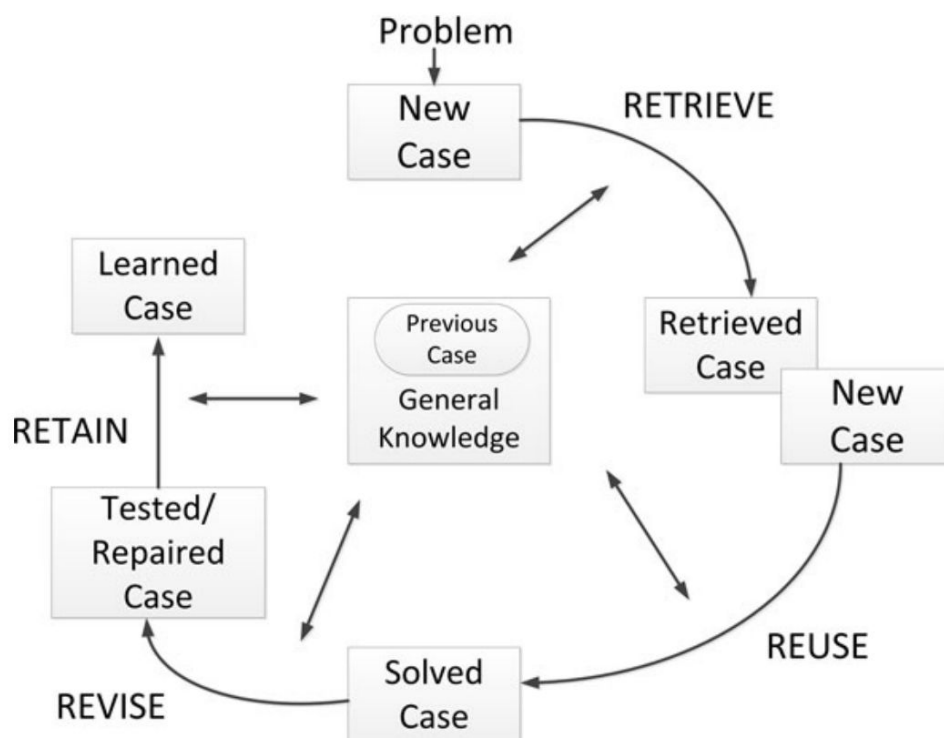 Problem
New
Case
RETRIEVE
Retrieved
Case
New
Case
REUSE
Solved
Case
REVISE
Tested/
Repaired
Case
RETAIN
Learned
Case
Previous
Case
General
Knowledge